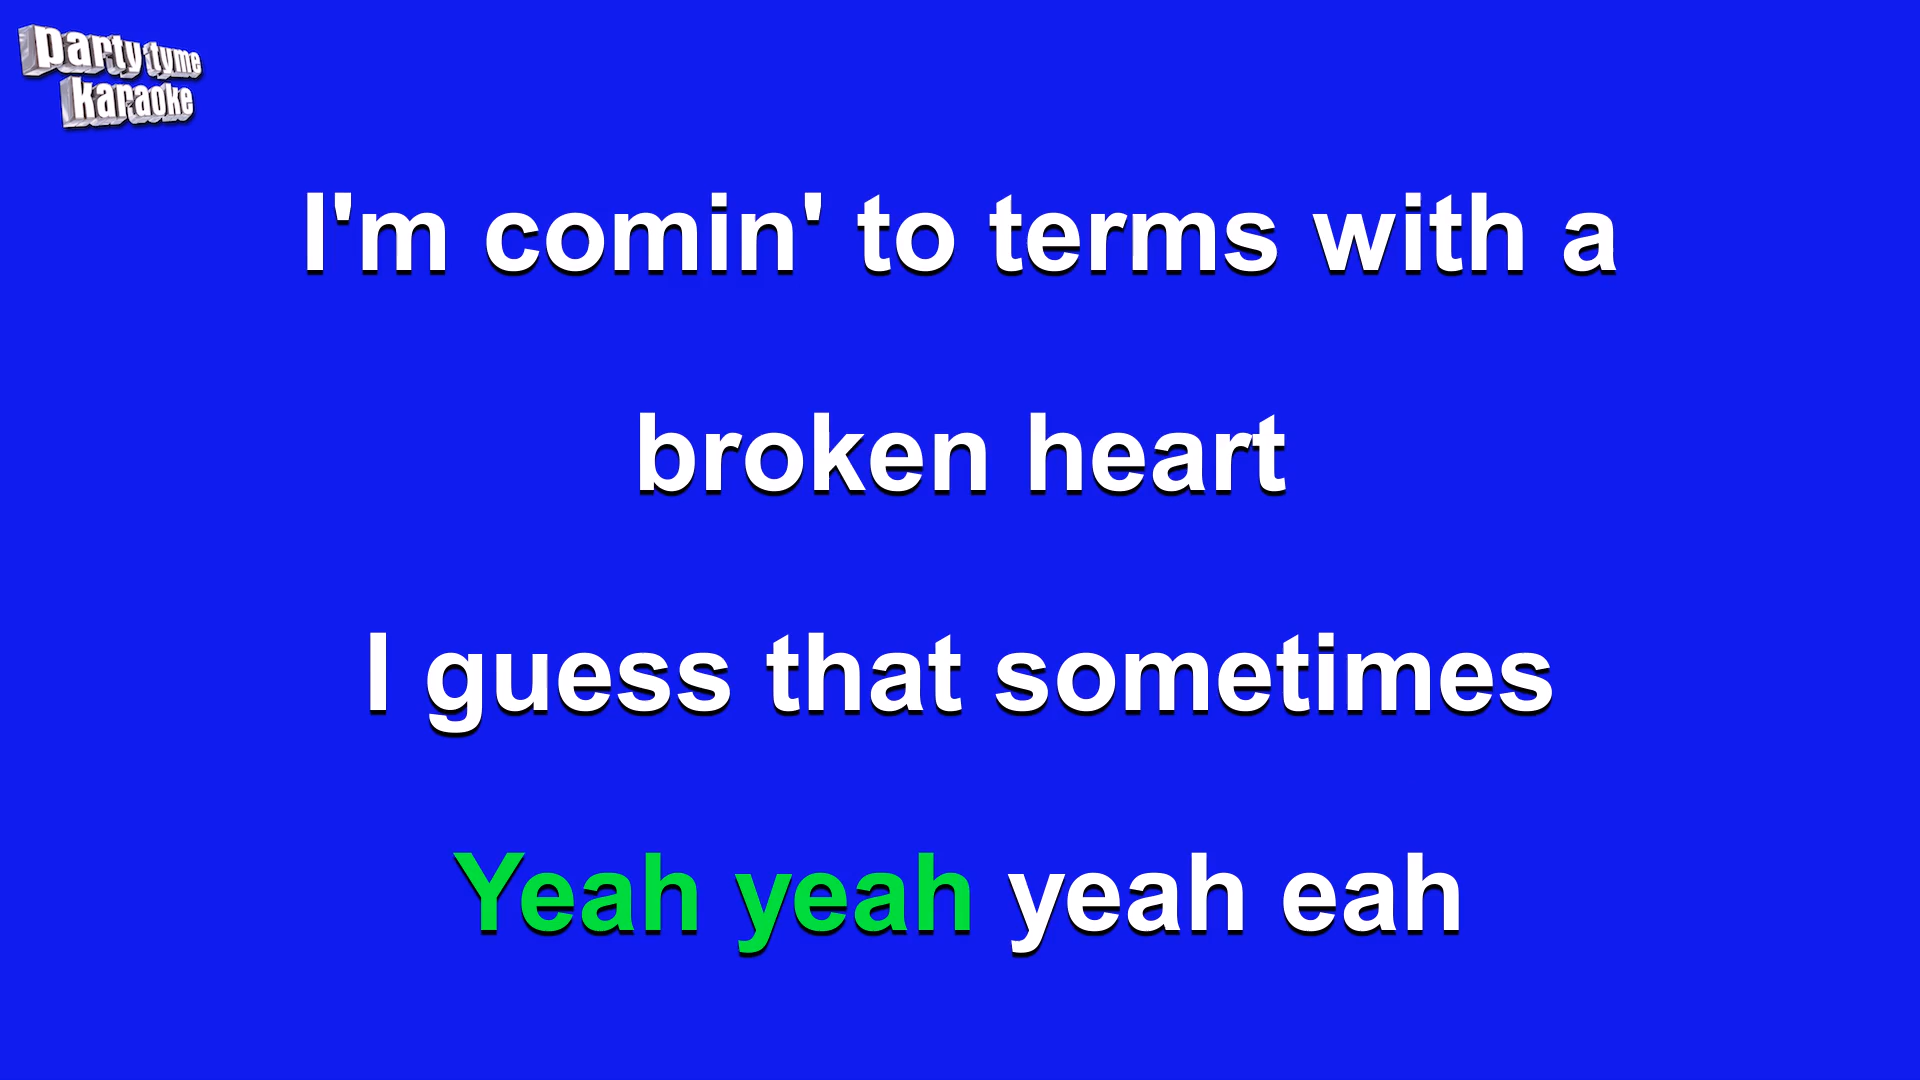 party tyme
karaoke
I'm comin' to terms with a
broken heart
I guess that sometimes
Yeah yeah yeah eah